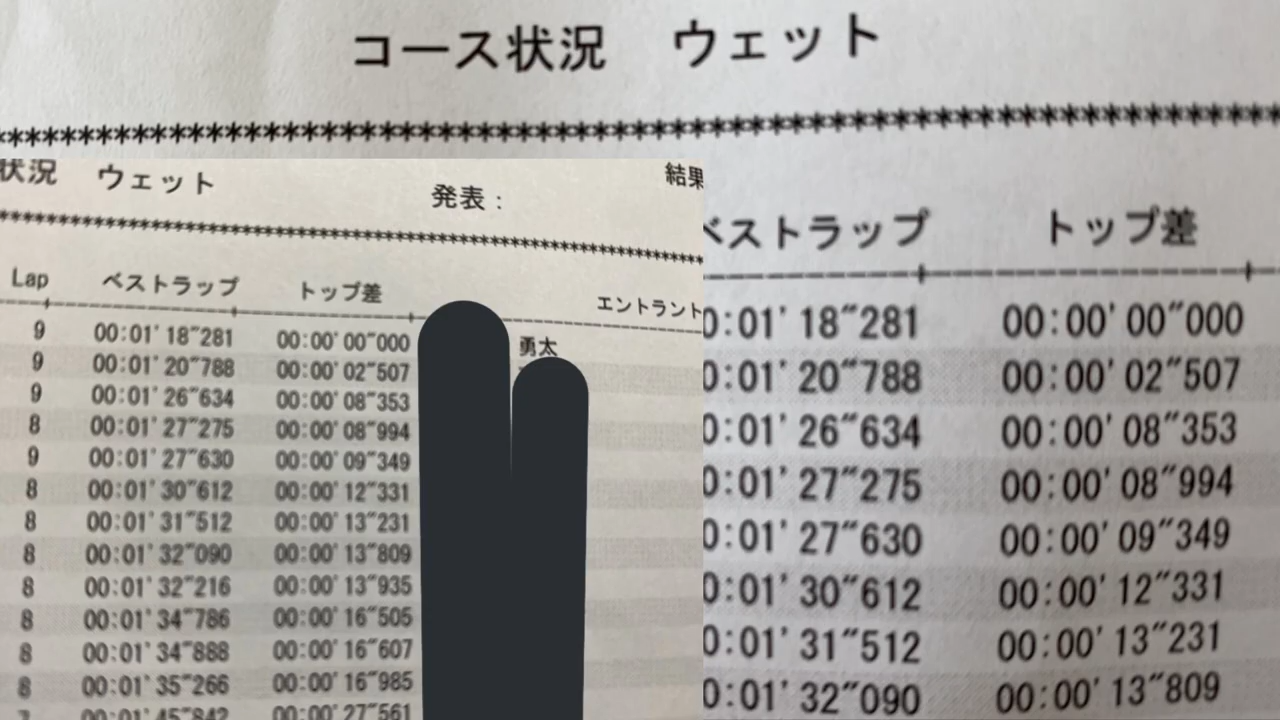 コース状況 ウェット
************************************************************
ベストラップ トップ差
0:01'18"281 00:00'00"000
0:01'20"788 00:00'02"507
0:01'26"634 00:00'08"353
0:01'27"275 00:00'08"994
0:01'27"630 00:00'09"349
0:01'30"612 00:00'12"331
0:01'31"512 00:00'13"231
0:01'32"090 00:00'13"809
状況 ウェット 発表： 結果
************************************************************
Lap ベストラップ トップ差 エントラント
9 00:01'18"281 00:00'00"000 勇太
9 00:01'20"788 00:00'02"507
9 00:01'26"634 00:00'08"353
8 00:01'27"275 00:00'08"994
9 00:01'27"630 00:00'09"349
8 00:01'30"612 00:00'12"331
8 00:01'31"512 00:00'13"231
8 00:01'32"090 00:00'13"809
8 00:01'32"216 00:00'13"935
8 00:01'34"786 00:00'16"505
8 00:01'34"888 00:00'16"607
8 00:01'35"266 00:00'16"985
7 00:01'45"842 00:00'27"561